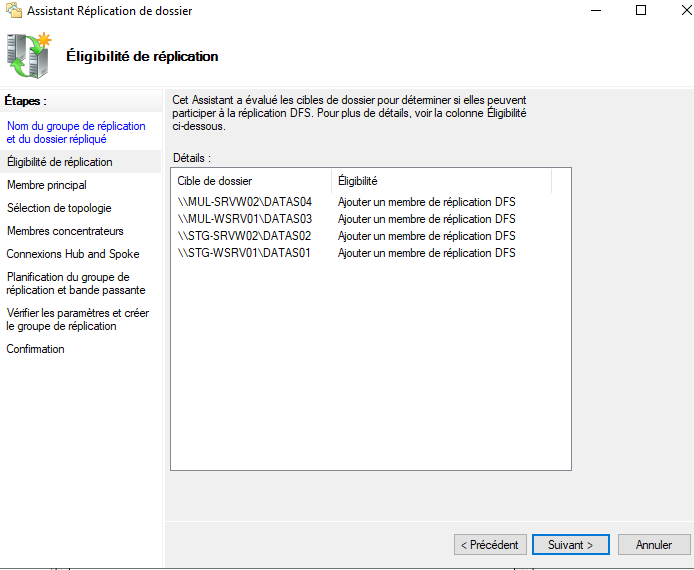 Assistant Réplication de dossier
Éligibilité de réplication
Étapes :
Nom du groupe de réplication
et du dossier répliqué
Éligibilité de réplication
Membre principal
Sélection de topologie
Membres concentrateurs
Connexions Hub and Spoke
Planification du groupe de
réplication et bande passante
Vérifier les paramètres et créer
le groupe de réplication
Confirmation
Cet Assistant a évalué les cibles de dossier pour déterminer si elles peuvent
participer à la réplication DFS. Pour plus de détails, voir la colonne Éligibilité
ci-dessous.
Détails :
Cible de dossier Éligibilité
\\MUL-SRVW02\DATAS04 Ajouter un membre de réplication DFS
\\MUL-WSRV01\DATAS03 Ajouter un membre de réplication DFS
\\STG-SRVW02\DATAS02 Ajouter un membre de réplication DFS
\\STG-WSRV01\DATAS01 Ajouter un membre de réplication DFS
< Précédent Suivant > Annuler